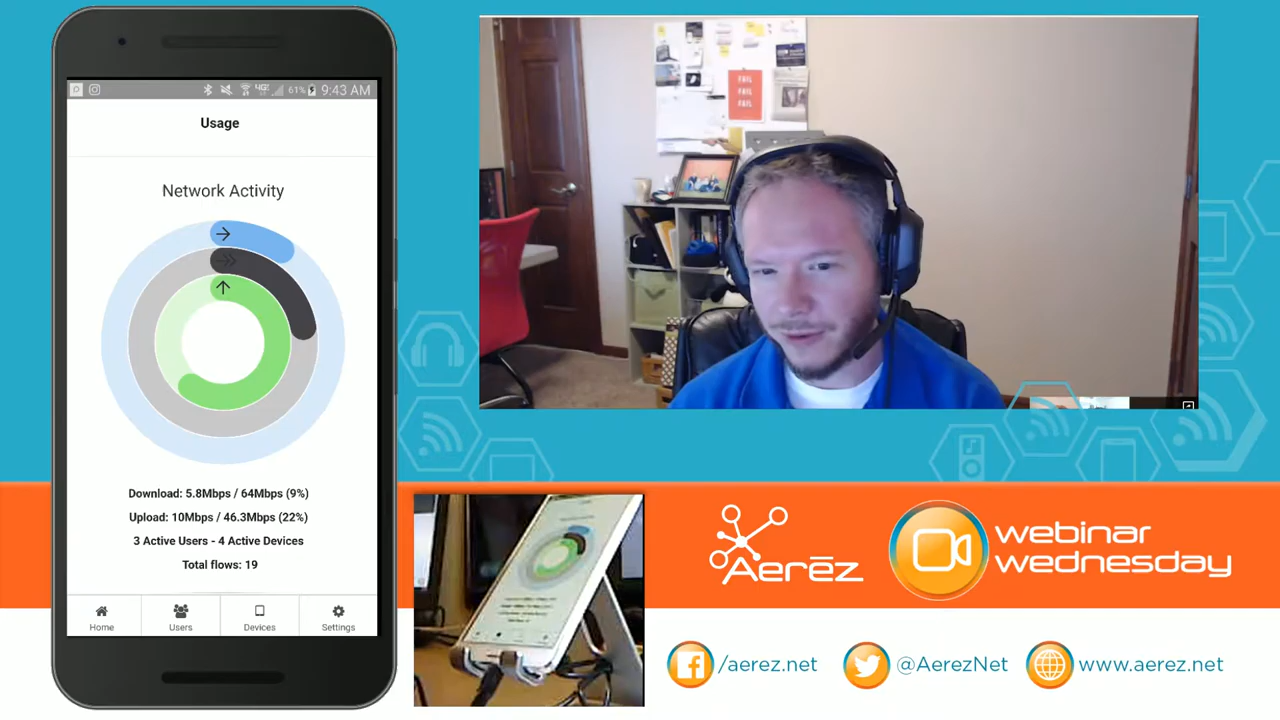 61% 9:43 AM
Usage
Network Activity
Download: 5.8Mbps / 64Mbps (9%)
Upload: 10Mbps / 46.3Mbps (22%)
3 Active Users - 4 Active Devices
Total flows: 19
Home
Users
Devices
Settings
FAIL
FAIL
FAIL
Aerēz
webinar
wednesday
/aerez.net
@AerezNet
www.aerez.net